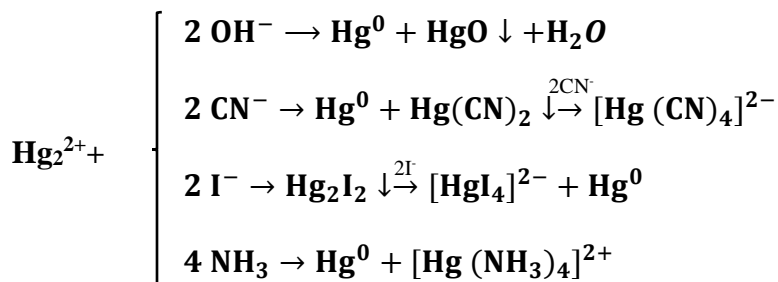 2 OH⁻ ⟶ Hg⁰ + HgO ↓ +H₂O
2 CN⁻ → Hg⁰ + Hg(CN)₂ ↓ 2CN⁻→ [Hg (CN)₄]²⁻
Hg₂²⁺+
2 I⁻ → Hg₂I₂ ↓ 2I⁻→ [HgI₄]²⁻ + Hg⁰
4 NH₃ → Hg⁰ + [Hg (NH₃)₄]²⁺